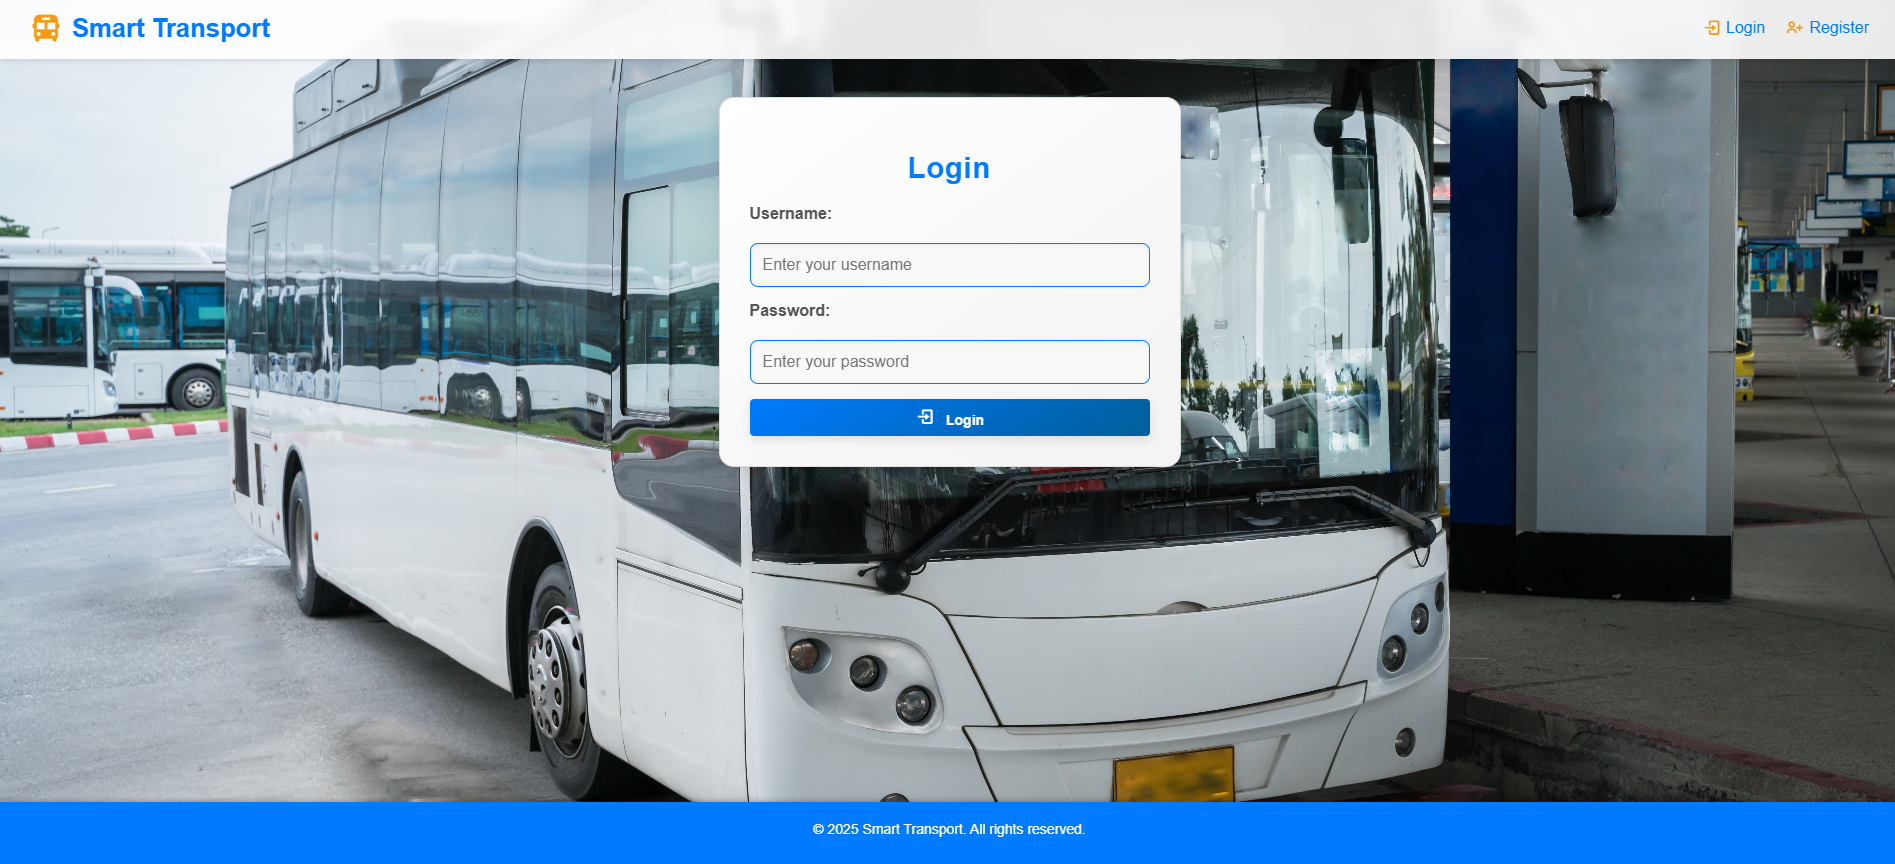 Smart Transport
Login
Register
Login
Username:
Enter your username
Password:
Enter your password
Login
© 2025 Smart Transport. All rights reserved.